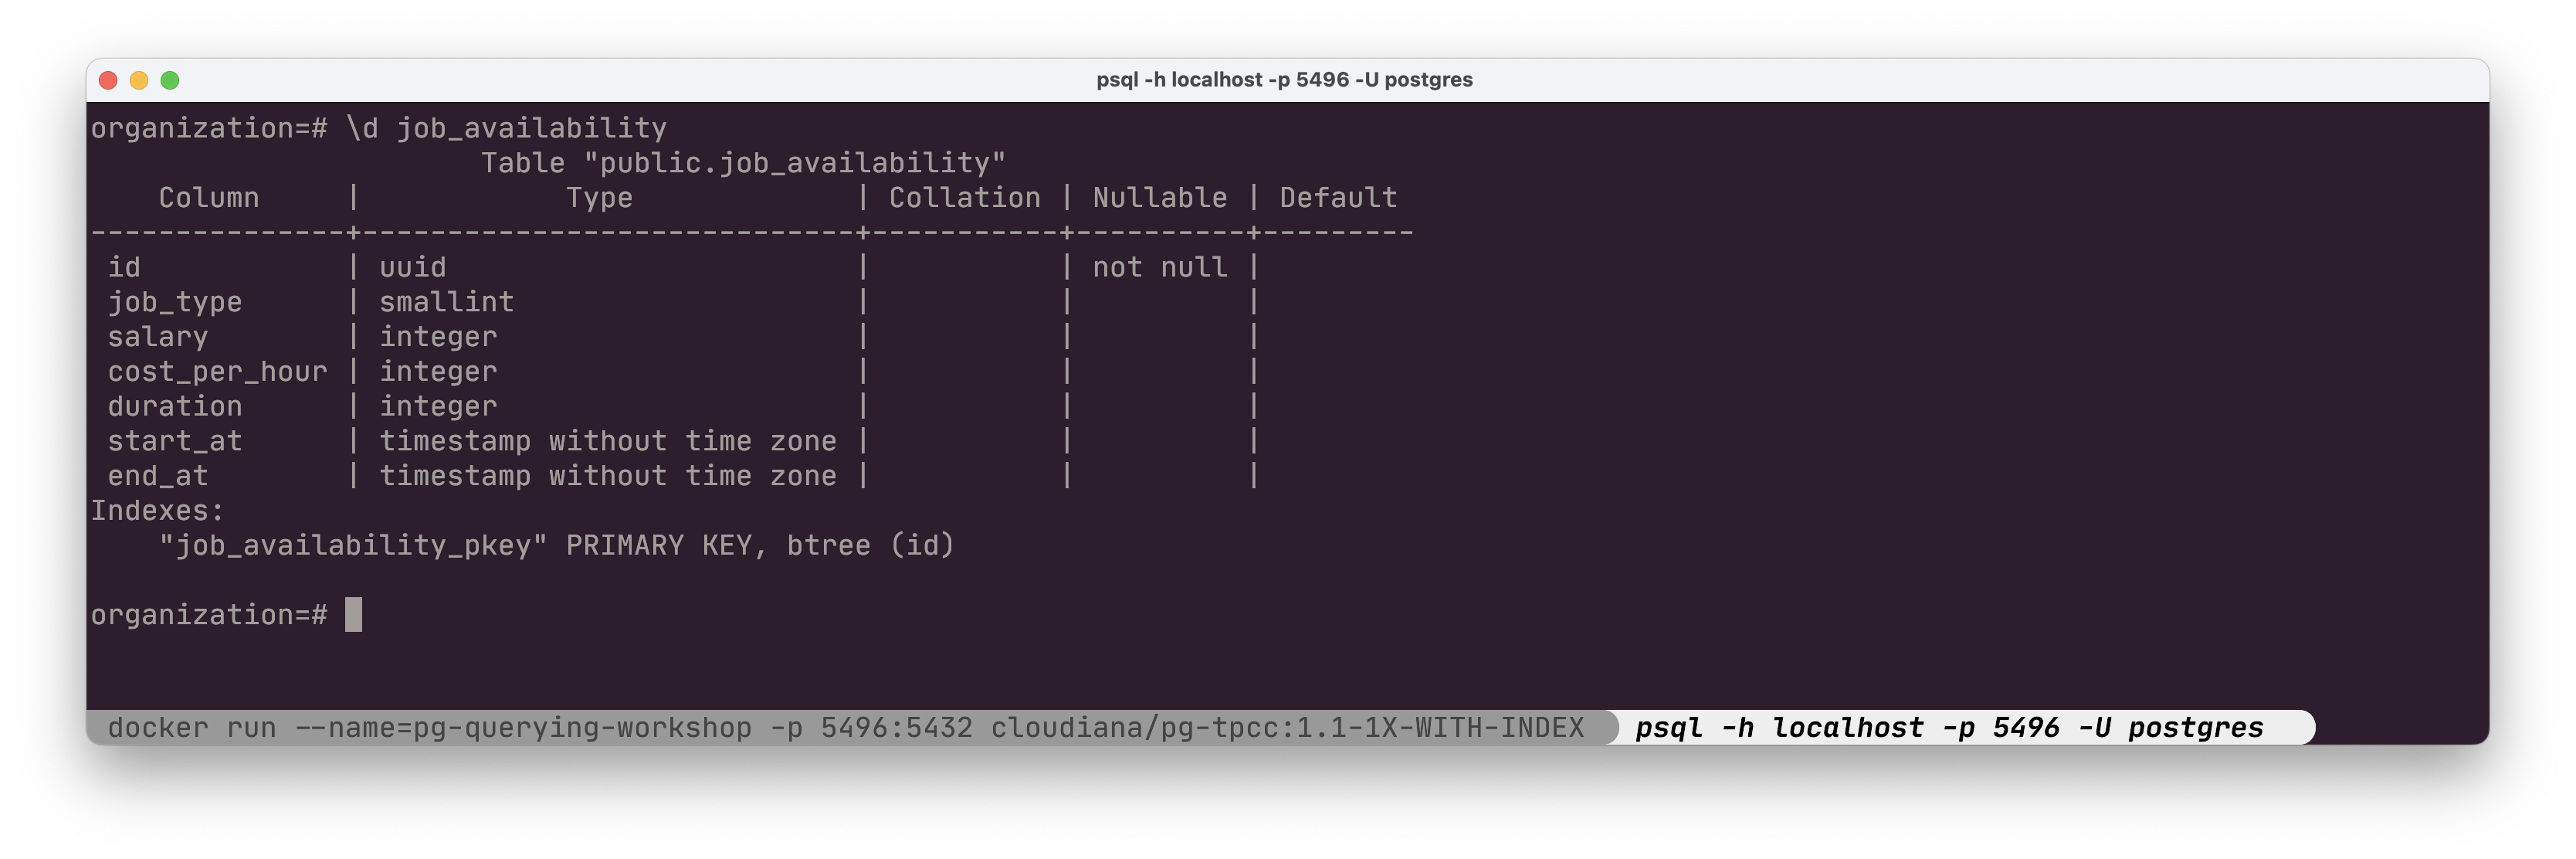 psql -h localhost -p 5496 -U postgres
organization=# \d job_availability
                       Table "public.job_availability"
    Column     |            Type             | Collation | Nullable | Default
---------------+-----------------------------+-----------+----------+---------
 id            | uuid                        |           | not null |
 job_type      | smallint                    |           |          |
 salary        | integer                     |           |          |
 cost_per_hour | integer                     |           |          |
 duration      | integer                     |           |          |
 start_at      | timestamp without time zone |           |          |
 end_at        | timestamp without time zone |           |          |
Indexes:
    "job_availability_pkey" PRIMARY KEY, btree (id)
organization=#
docker run --name=pg-querying-workshop -p 5496:5432 cloudiana/pg-tpcc:1.1-1X-WITH-INDEX psql -h localhost -p 5496 -U postgres